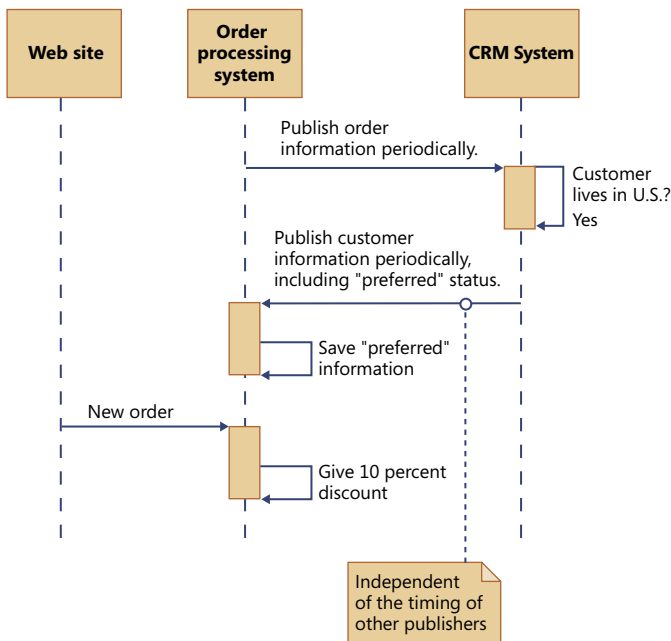 Web site
Order
processing
system
CRM System
Publish order
information periodically.
Customer
lives in U.S.?
Yes
Publish customer
information periodically,
including "preferred" status.
Save "preferred"
information
New order
Give 10 percent
discount
Independent
of the timing of
other publishers